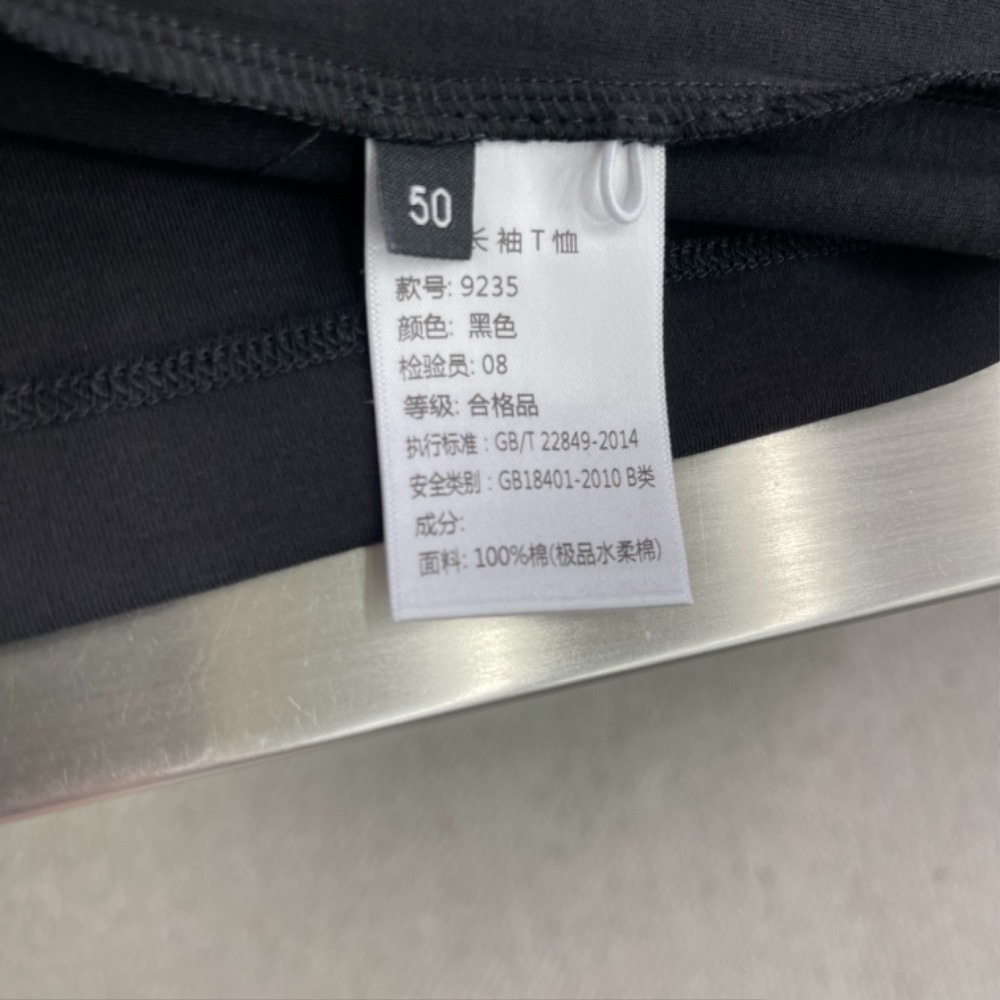 50
长袖T恤
款号: 9235
颜色: 黑色
检验员: 08
等级: 合格品
执行标准 : GB/T 22849-2014
安全类别 : GB18401-2010 B类
成分:
面料: 100%棉(极品水柔棉)